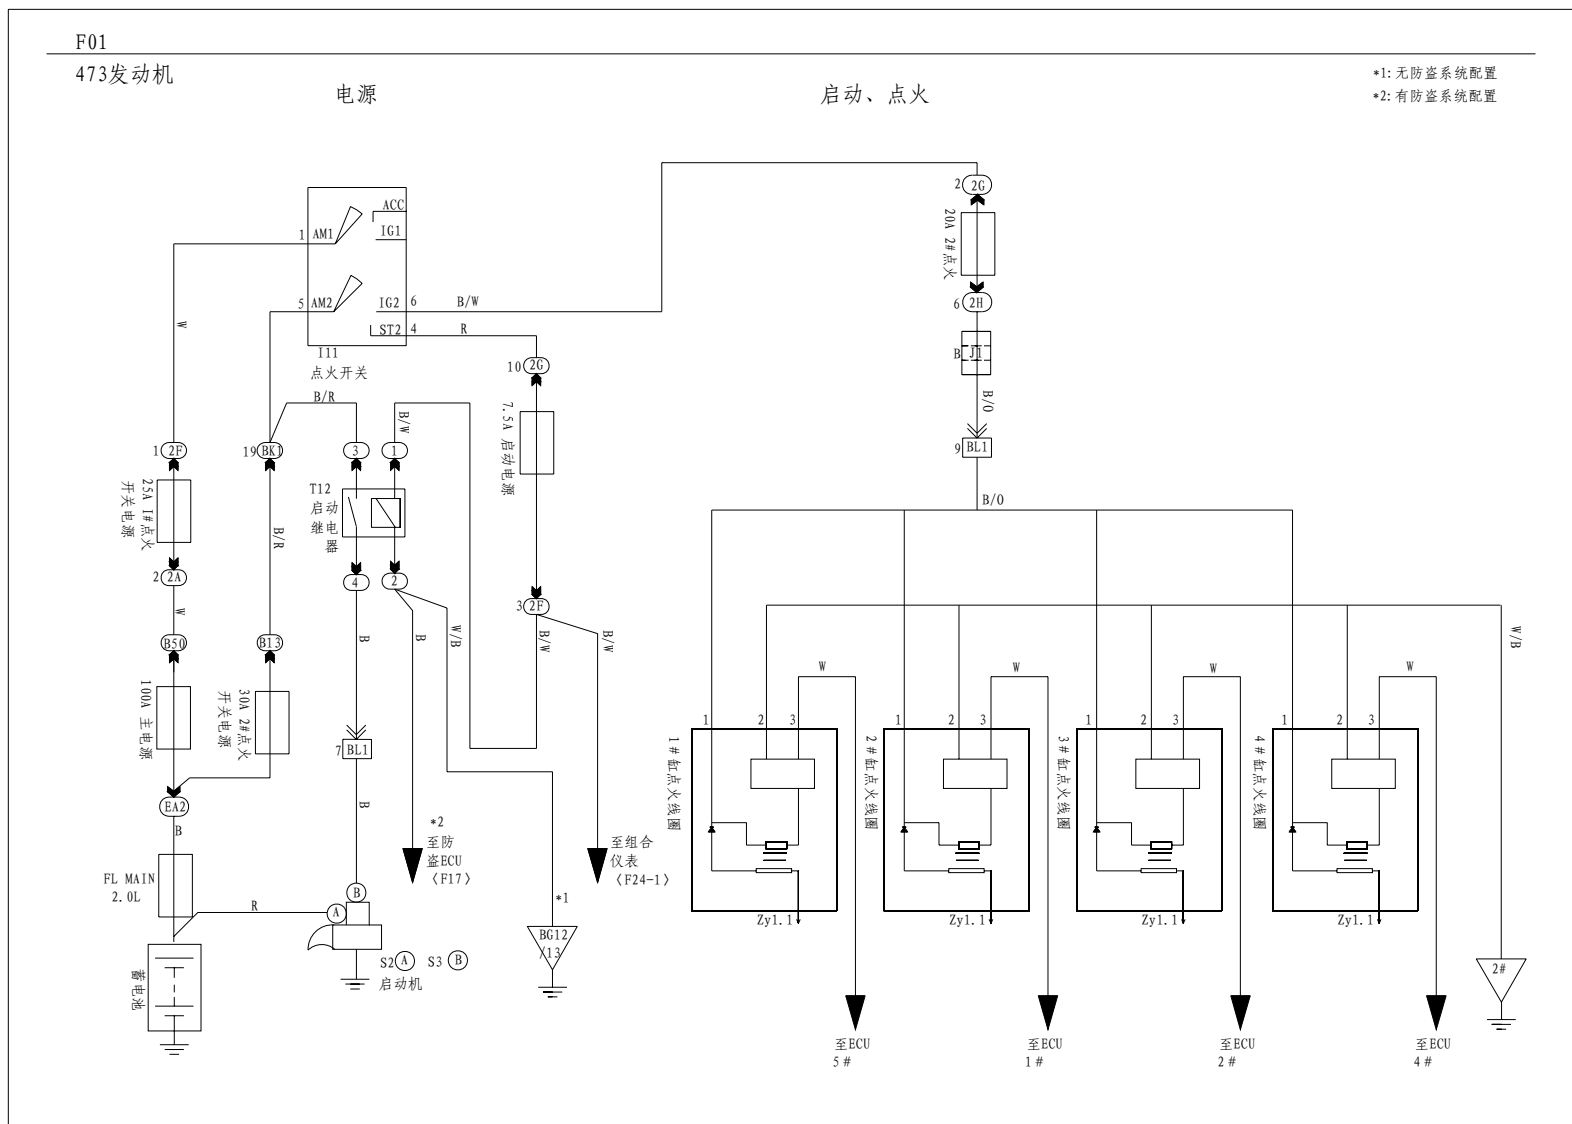 F01
473发动机
电源
启动、点火
*1:无防盗系统配置
*2:有防盗系统配置
2 2G
20A 2#点火
6 2H
B J1
B/O
9 BL1
B/O
ACC
1 AM1
IG1
5 AM2
IG2 6
B/W
ST2 4
R
I11
点火开关
W
10 2G
7.5A 启动电源
B/R
B/W
1 2F
19 BK1
3
1
25A 1#点火
开关电源
T12
启动
继电
器
B/R
2 2A
4
2
3 2F
W
B
B
W/B
B/W
B/W
B50
B13
100A 主电源
30A 2#点火
开关电源
7 BL1
EA2
B
B
FL MAIN
2.0L
*2
至防
盗ECU
〈F17〉
至组合
仪表
〈F24-1〉
*1
R
A
B
BG12
/13
S2 A S3 B
启动机
蓄电池
W/B
W
W
W
W
1 2 3
1 2 3
1 2 3
1 2 3
1#缸点火线圈
2#缸点火线圈
3#缸点火线圈
4#缸点火线圈
Zy1.1
Zy1.1
Zy1.1
Zy1.1
2#
至ECU
5#
至ECU
1#
至ECU
2#
至ECU
4#